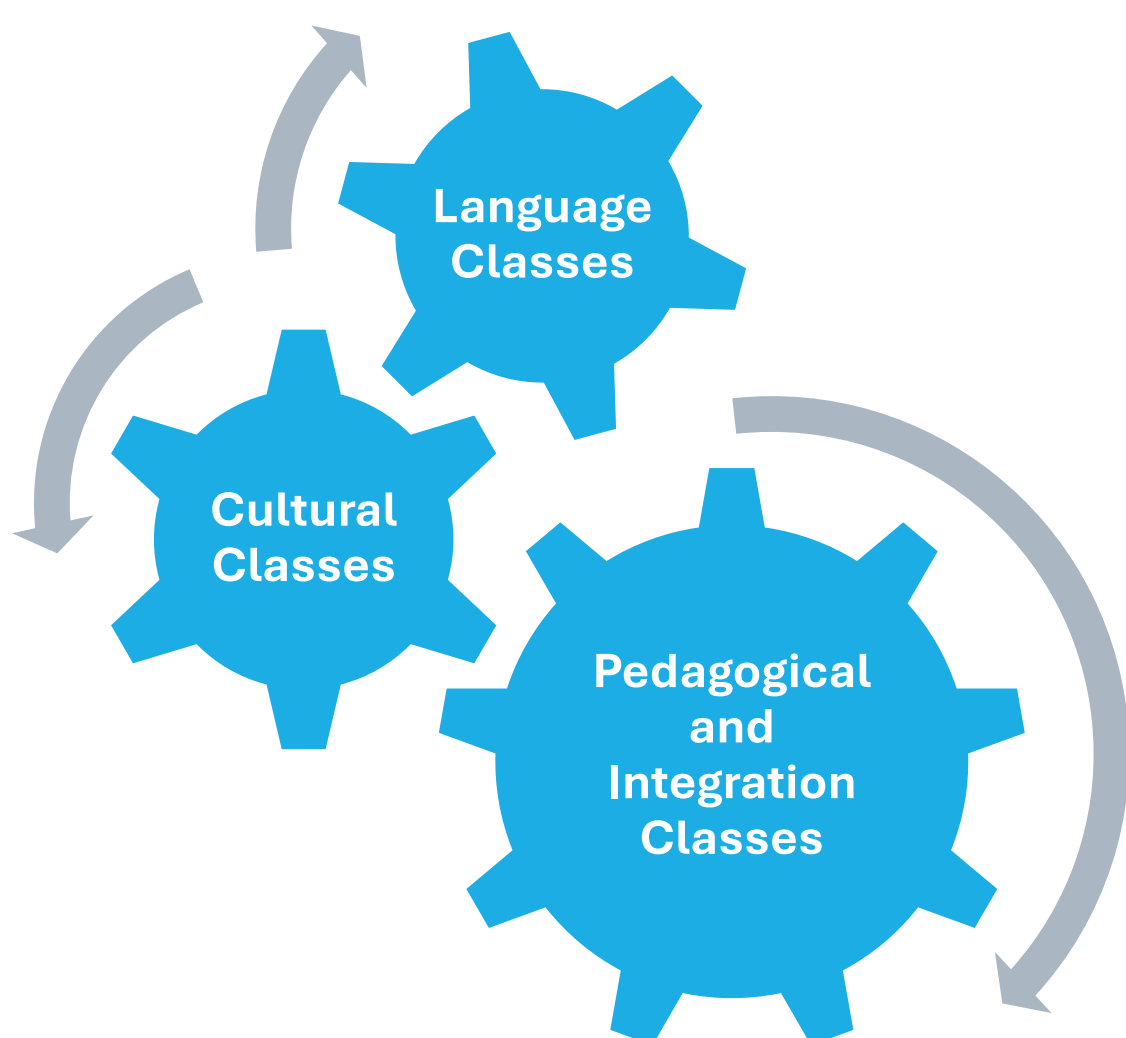 Language
Classes
Cultural
Classes
Pedagogical
and
Integration
Classes